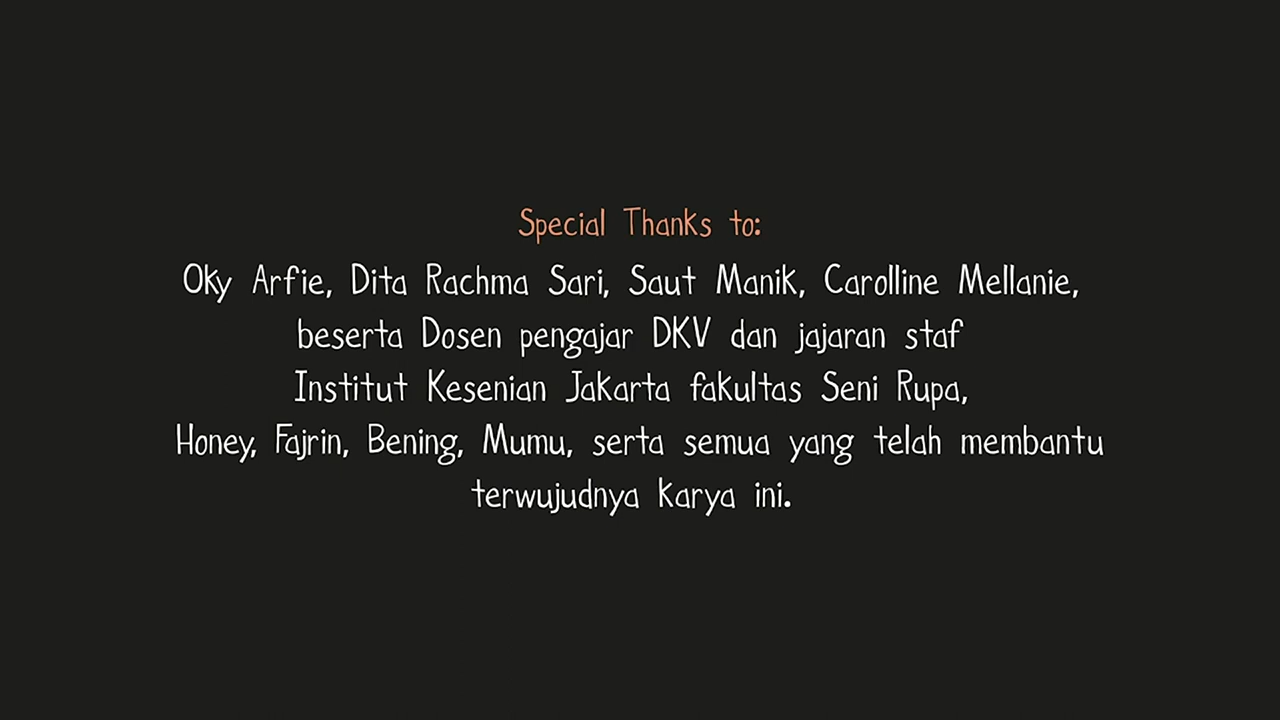 Special Thanks to:
Oky Arfie, Dita Rachma Sari, Saut Manik, Carolline Mellanie,
beserta Dosen pengajar DKV dan jajaran staf
Institut Kesenian Jakarta fakultas Seni Rupa,
Honey, Fajrin, Bening, Mumu, serta semua yang telah membantu
terwujudnya karya ini.